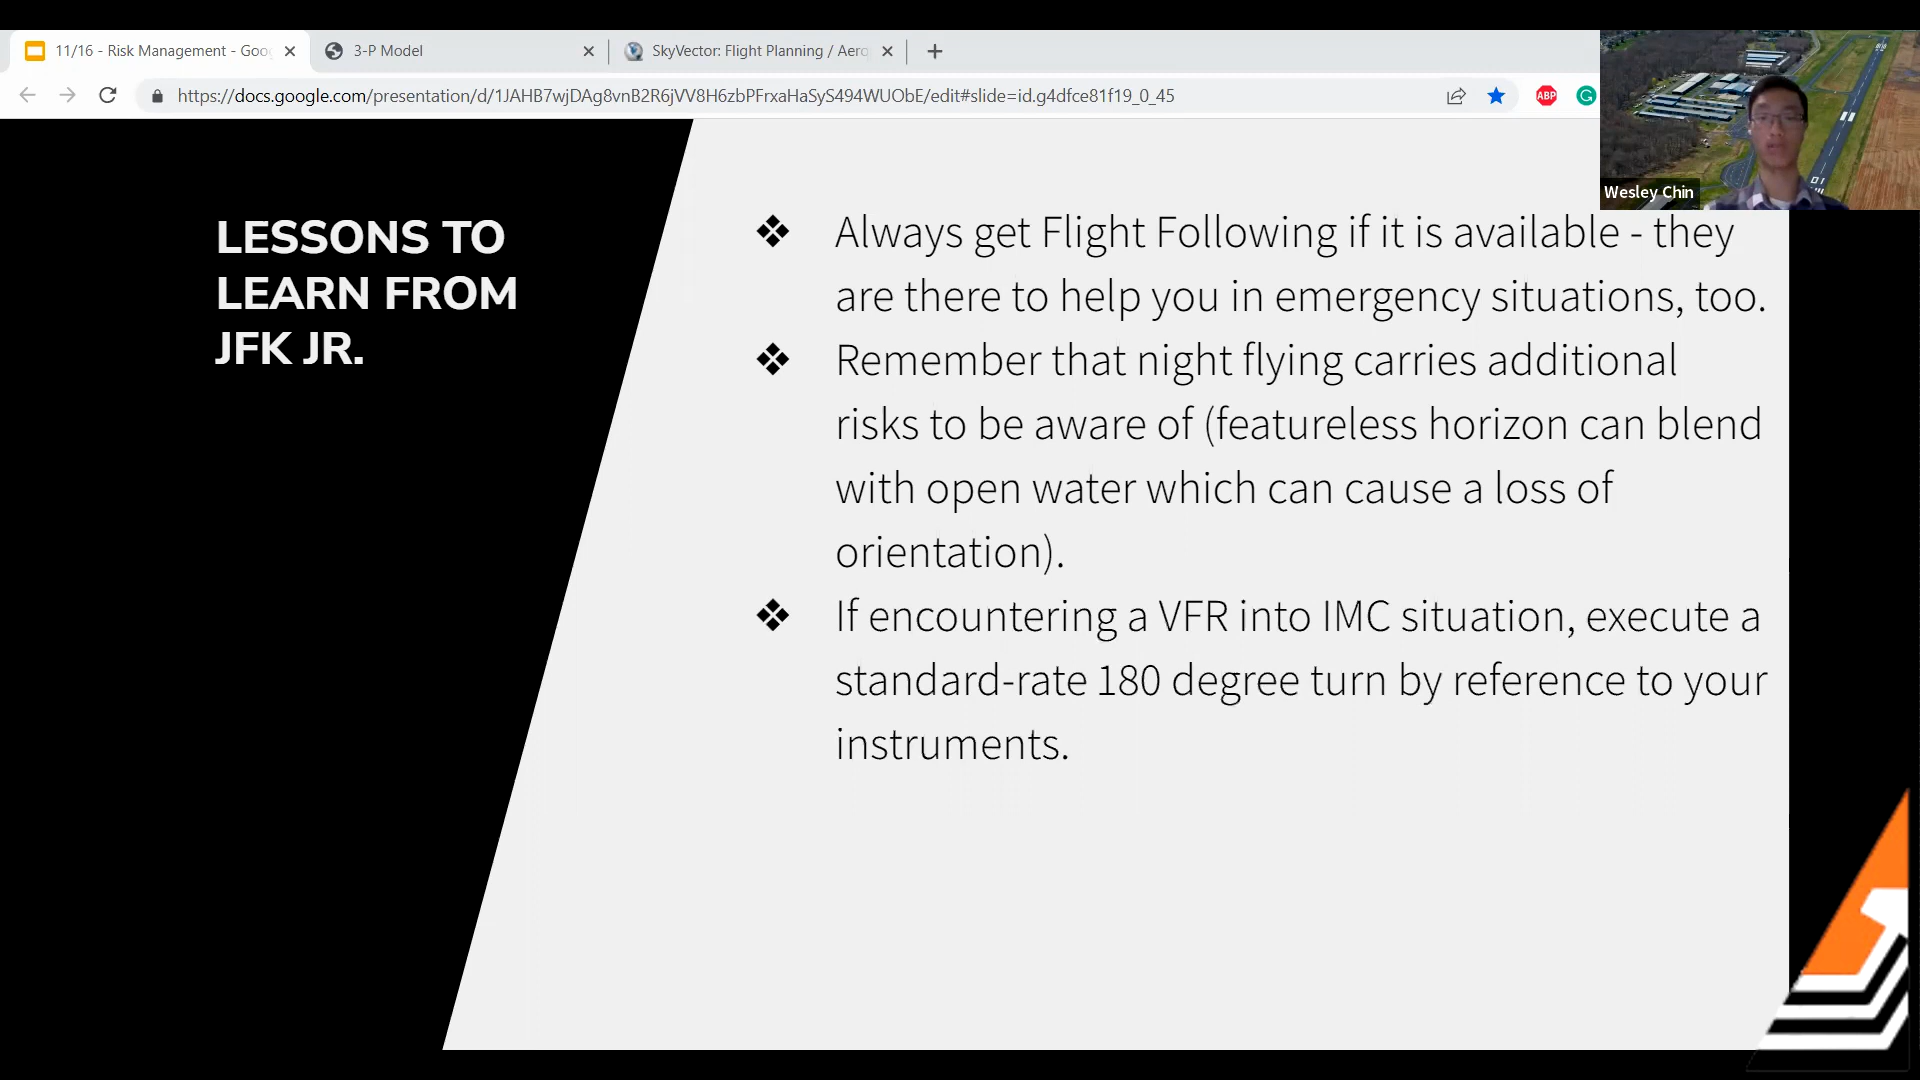 11/16 - Risk Management - Goo
3-P Model
SkyVector: Flight Planning / Aero
https://docs.google.com/presentation/d/1JAHB7wjDAg8vnB2R6jVV8H6zbPFrxaHaSyS494WUObE/edit#slide=id.g4dfce81f19_0_45
ABP
G
Wesley Chin
LESSONS TO
LEARN FROM
JFK JR.
❖ Always get Flight Following if it is available - they
are there to help you in emergency situations, too.
❖ Remember that night flying carries additional
risks to be aware of (featureless horizon can blend
with open water which can cause a loss of
orientation).
❖ If encountering a VFR into IMC situation, execute a
standard-rate 180 degree turn by reference to your
instruments.